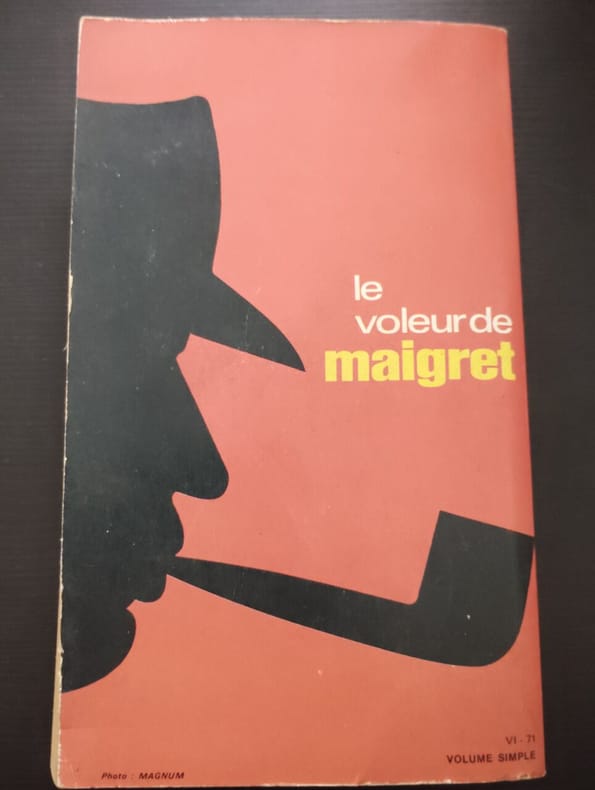 le
voleur de
maigret
VI - 71
VOLUME SIMPLE
Photo : MAGNUM